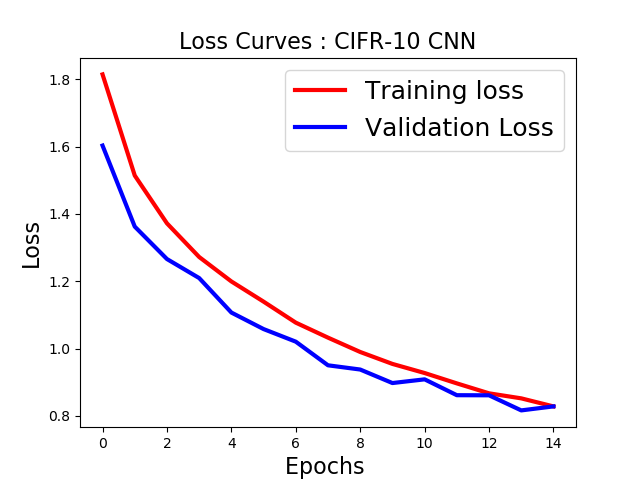 Loss Curves : CIFR-10 CNN
Training loss
Validation Loss
Loss
1.8
1.6
1.4
1.2
1.0
0.8
0 2 4 6 8 10 12 14
Epochs